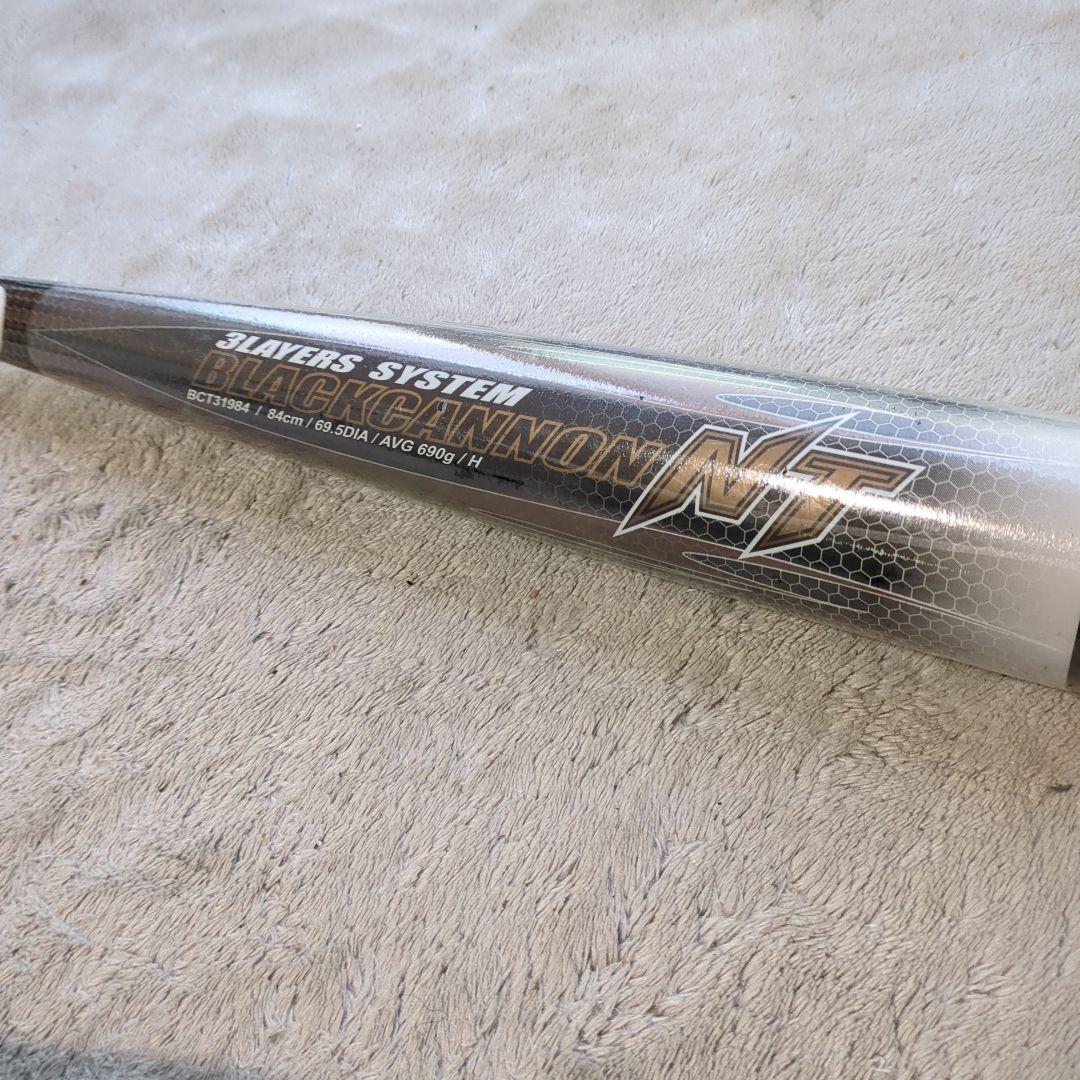 3LAYERS SYSTEM
BLACKCANNON NT
BCT31984 / 84cm / 69.5DIA / AVG 690g / H